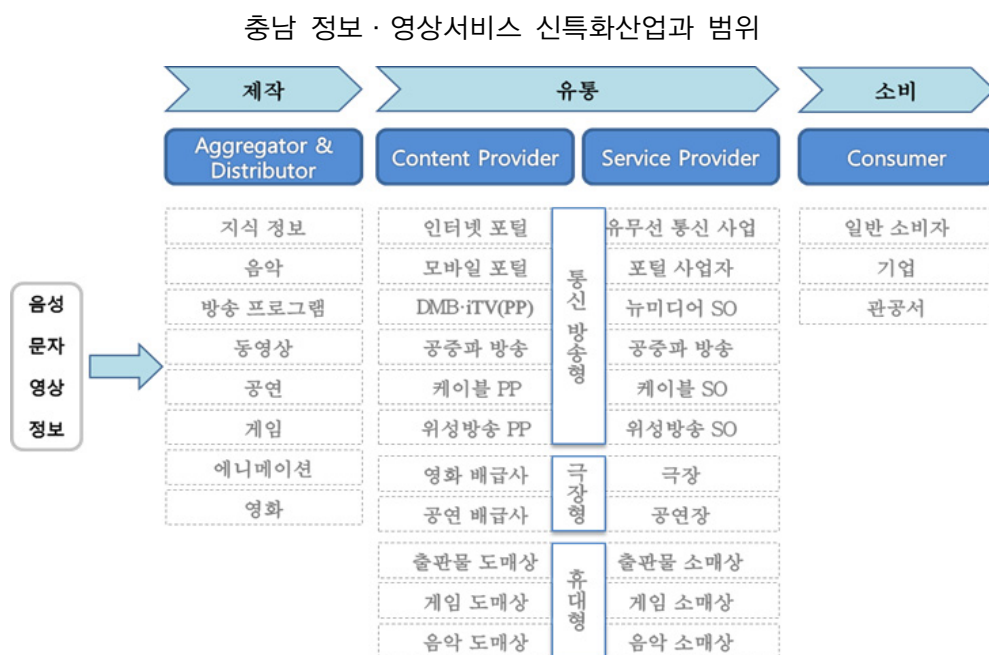 충남 정보 · 영상서비스 신특화산업과 범위
제작
유통
소비
Aggregator &
Distributor
Content Provider
Service Provider
Consumer
음성
문자
영상
정보
지식 정보
음악
방송 프로그램
동영상
공연
게임
에니메이션
영화
인터넷 포털
모바일 포털
DMB·iTV(PP)
공중파 방송
케이블 PP
위성방송 PP
영화 배급사
공연 배급사
출판물 도매상
게임 도매상
음악 도매상
통신 방송형
극장형
휴대형
유무선 통신 사업
포털 사업자
뉴미디어 SO
공중파 방송
케이블 SO
위성방송 SO
극장
공연장
출판물 소매상
게임 소매상
음악 소매상
일반 소비자
기업
관공서